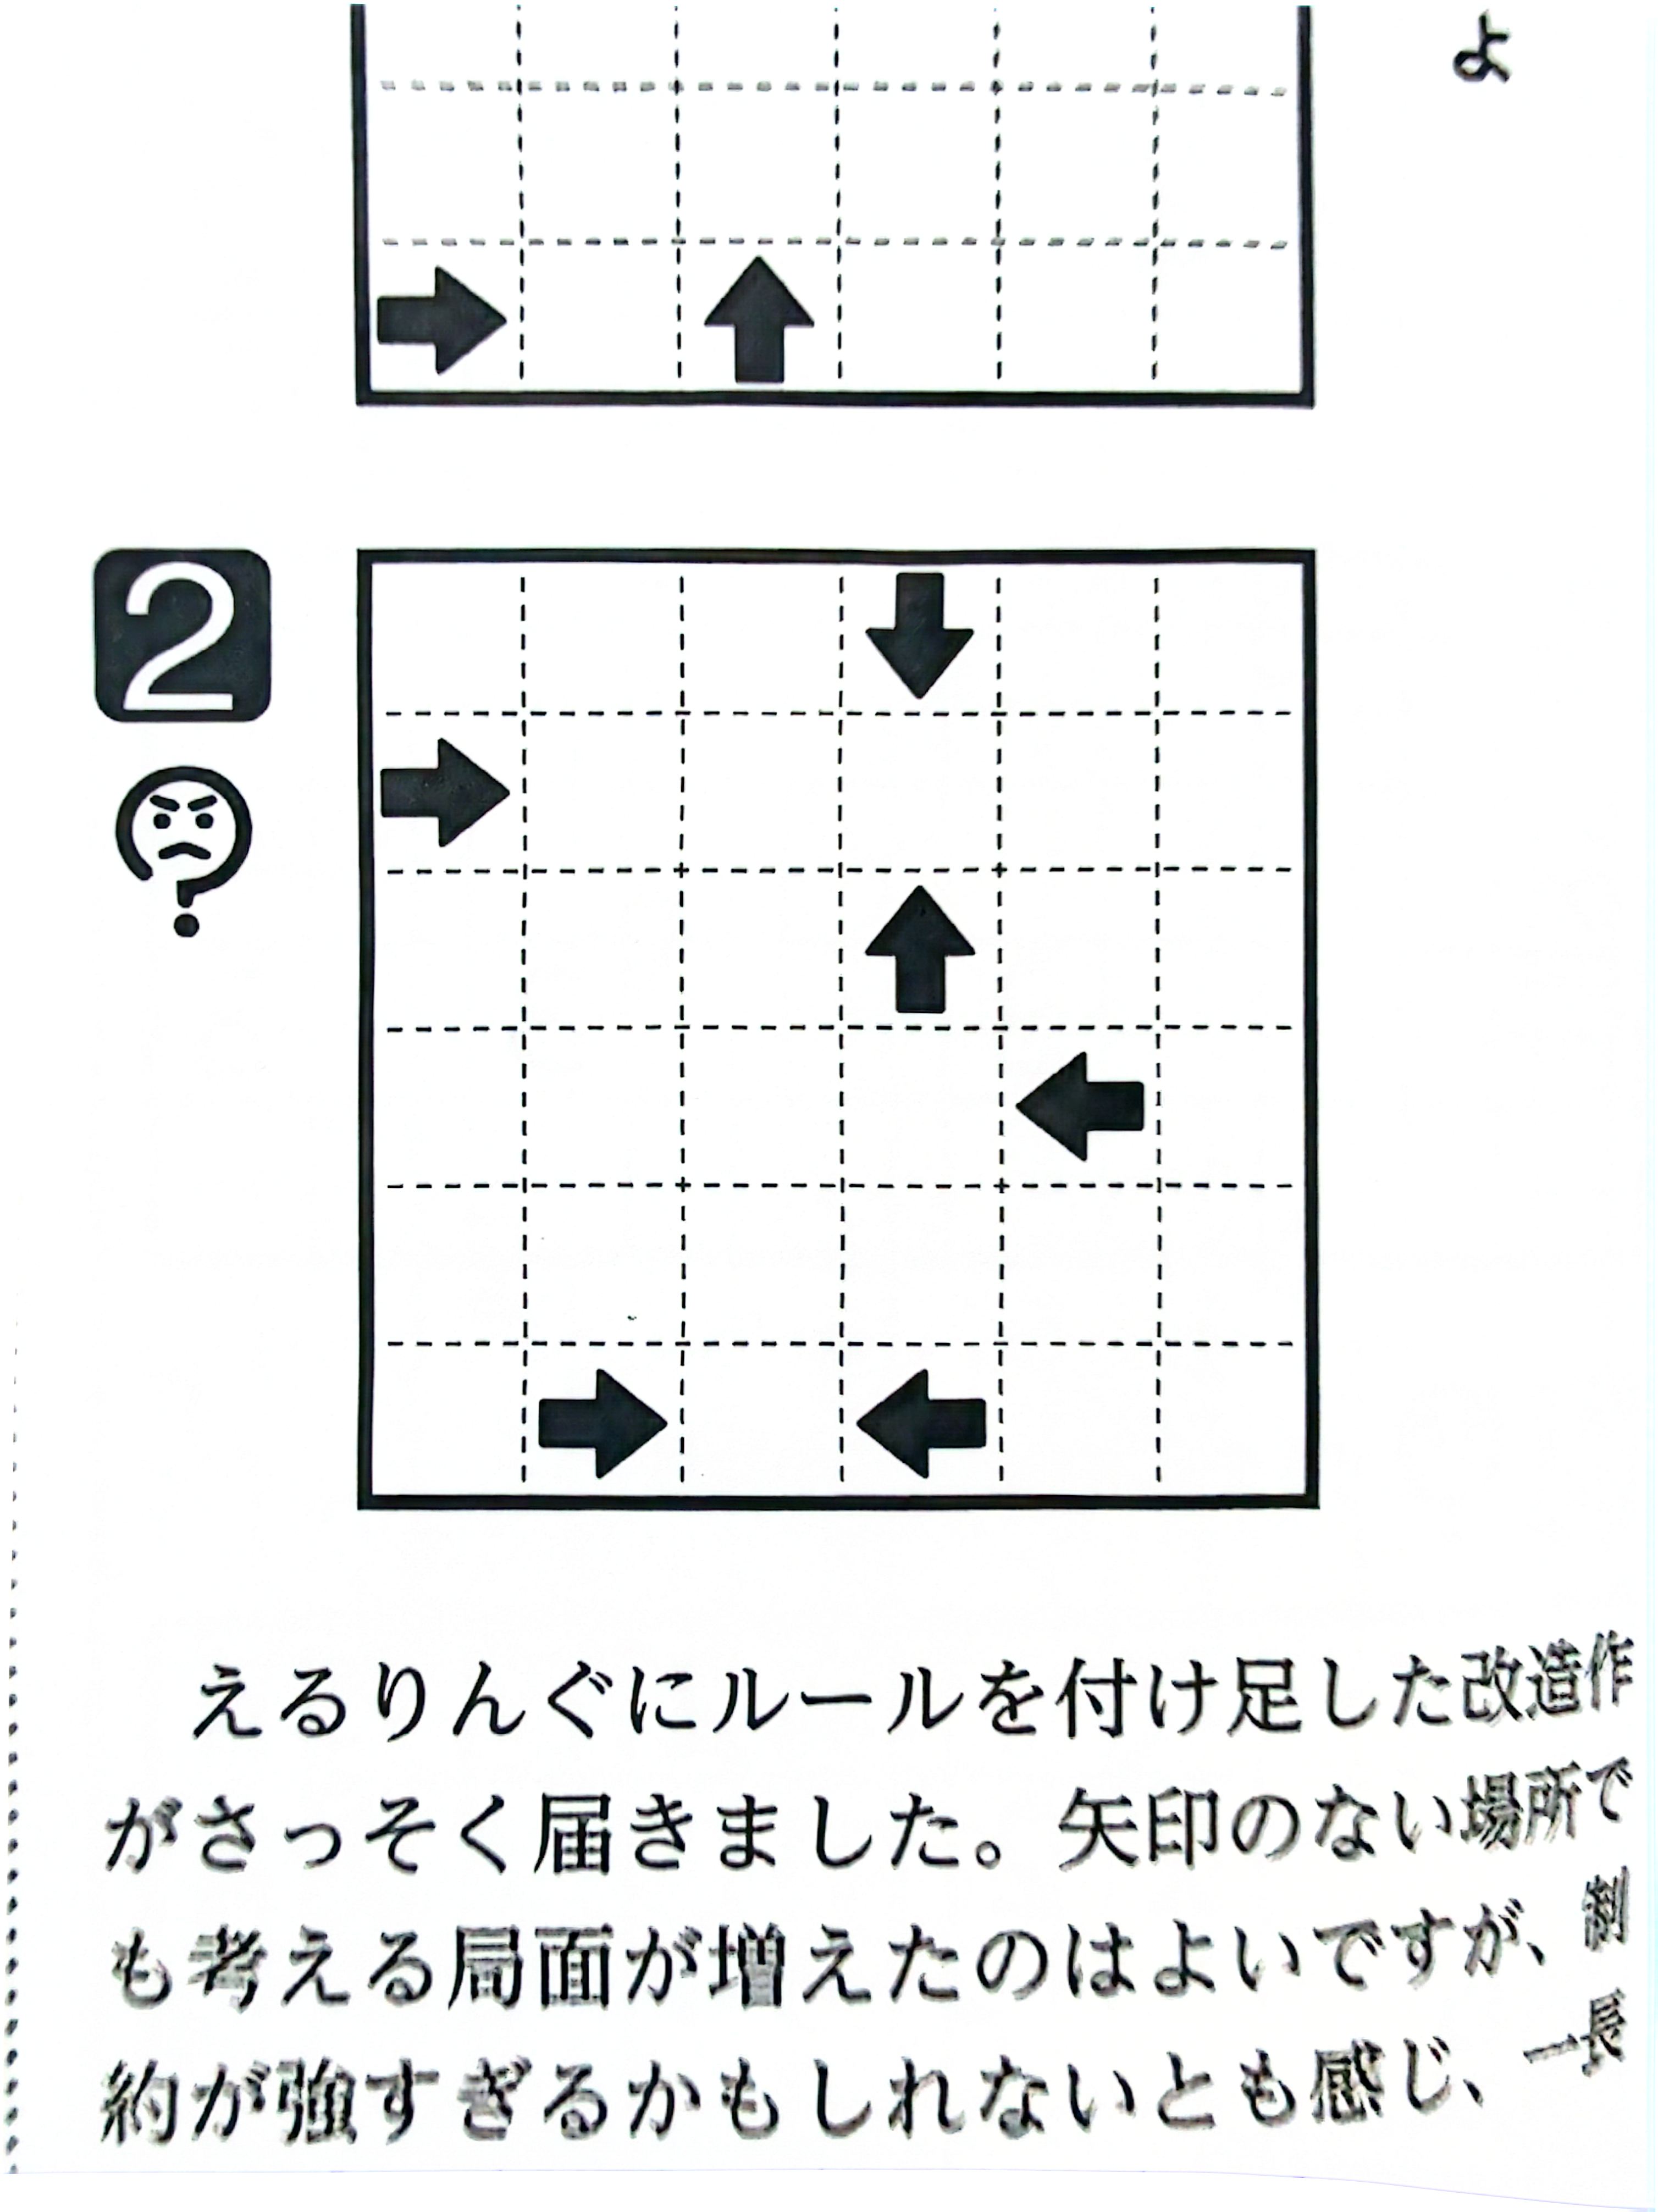 よ
2
えるりんぐにルールを付け足した改造作
がさっそく届きました。矢印のない場所で
も考える局面が増えたのはよいですが、制
約が強すぎるかもしれないとも感じ、一長